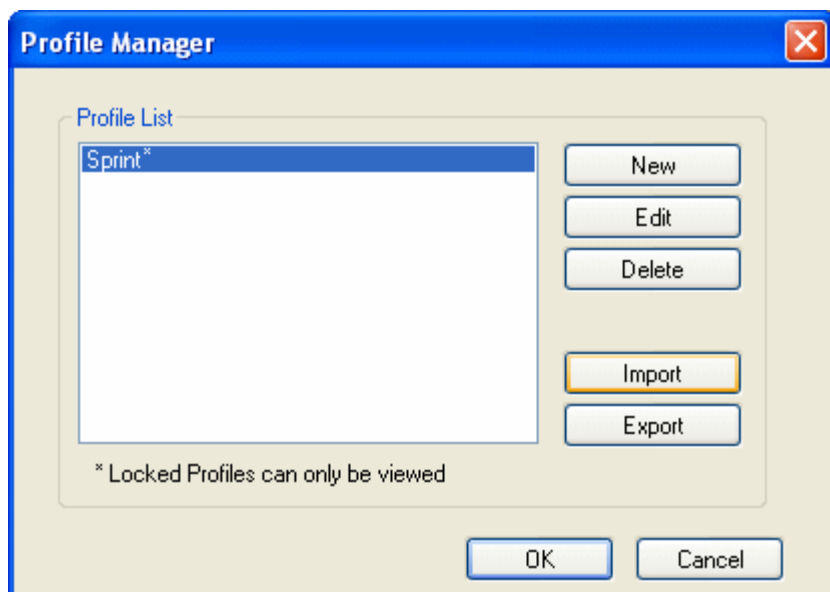 Profile Manager
Profile List
Sprint*
New
Edit
Delete
Import
Export
* Locked Profiles can only be viewed
OK
Cancel